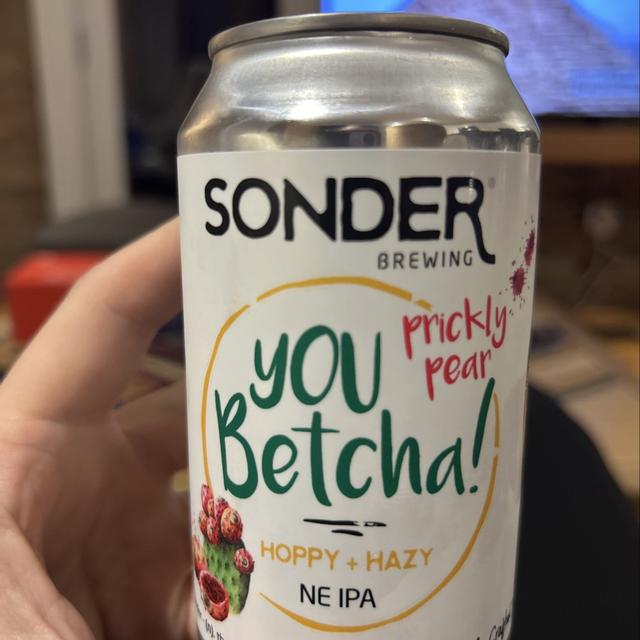 SONDER
BREWING
prickly
pear
you
Betcha!
HOPPY + HAZY
NE IPA